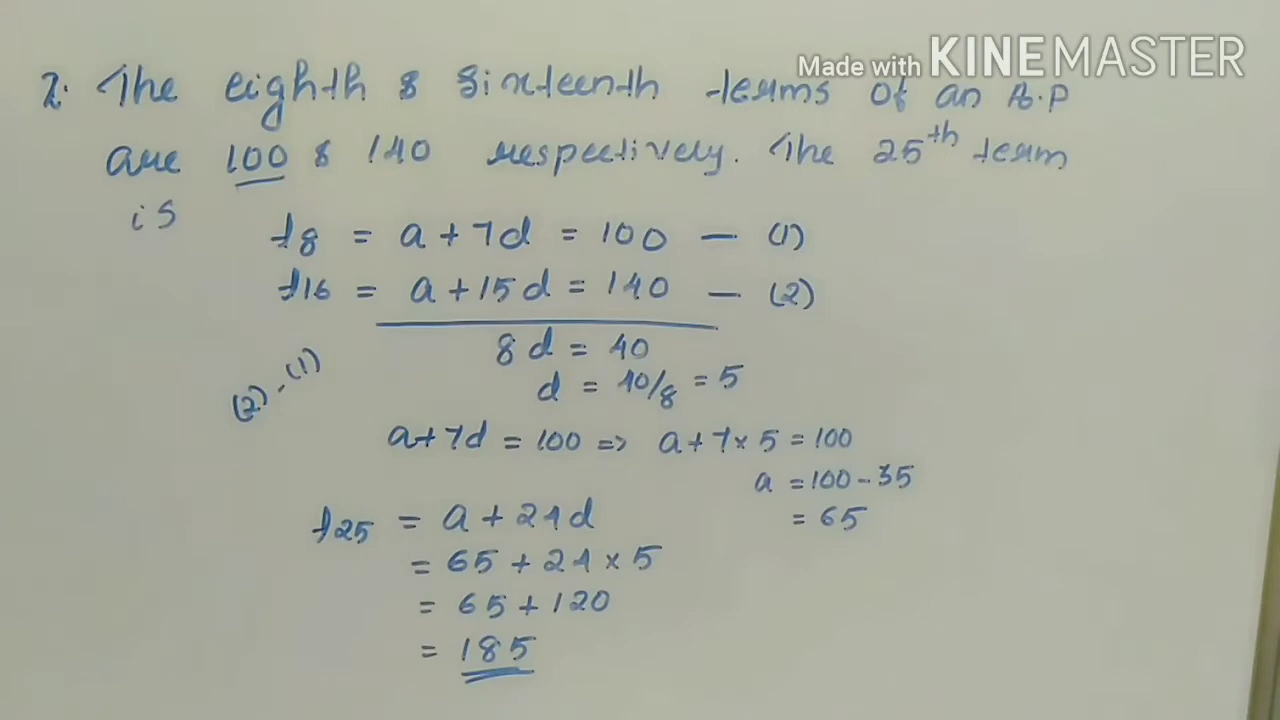 Made with KINEMASTER
2. The eighth & sixteenth terms of an A.P
are 100 & 140 respectively. The 25th term
is
t8 = a + 7d = 100 — (1)
t16 = a + 15d = 140 — (2)
8d = 40
(2) - (1)
d = 40/8 = 5
a + 7d = 100 => a + 7 × 5 = 100
a = 100 - 35
= 65
t25 = a + 24d
= 65 + 24 × 5
= 65 + 120
= 185